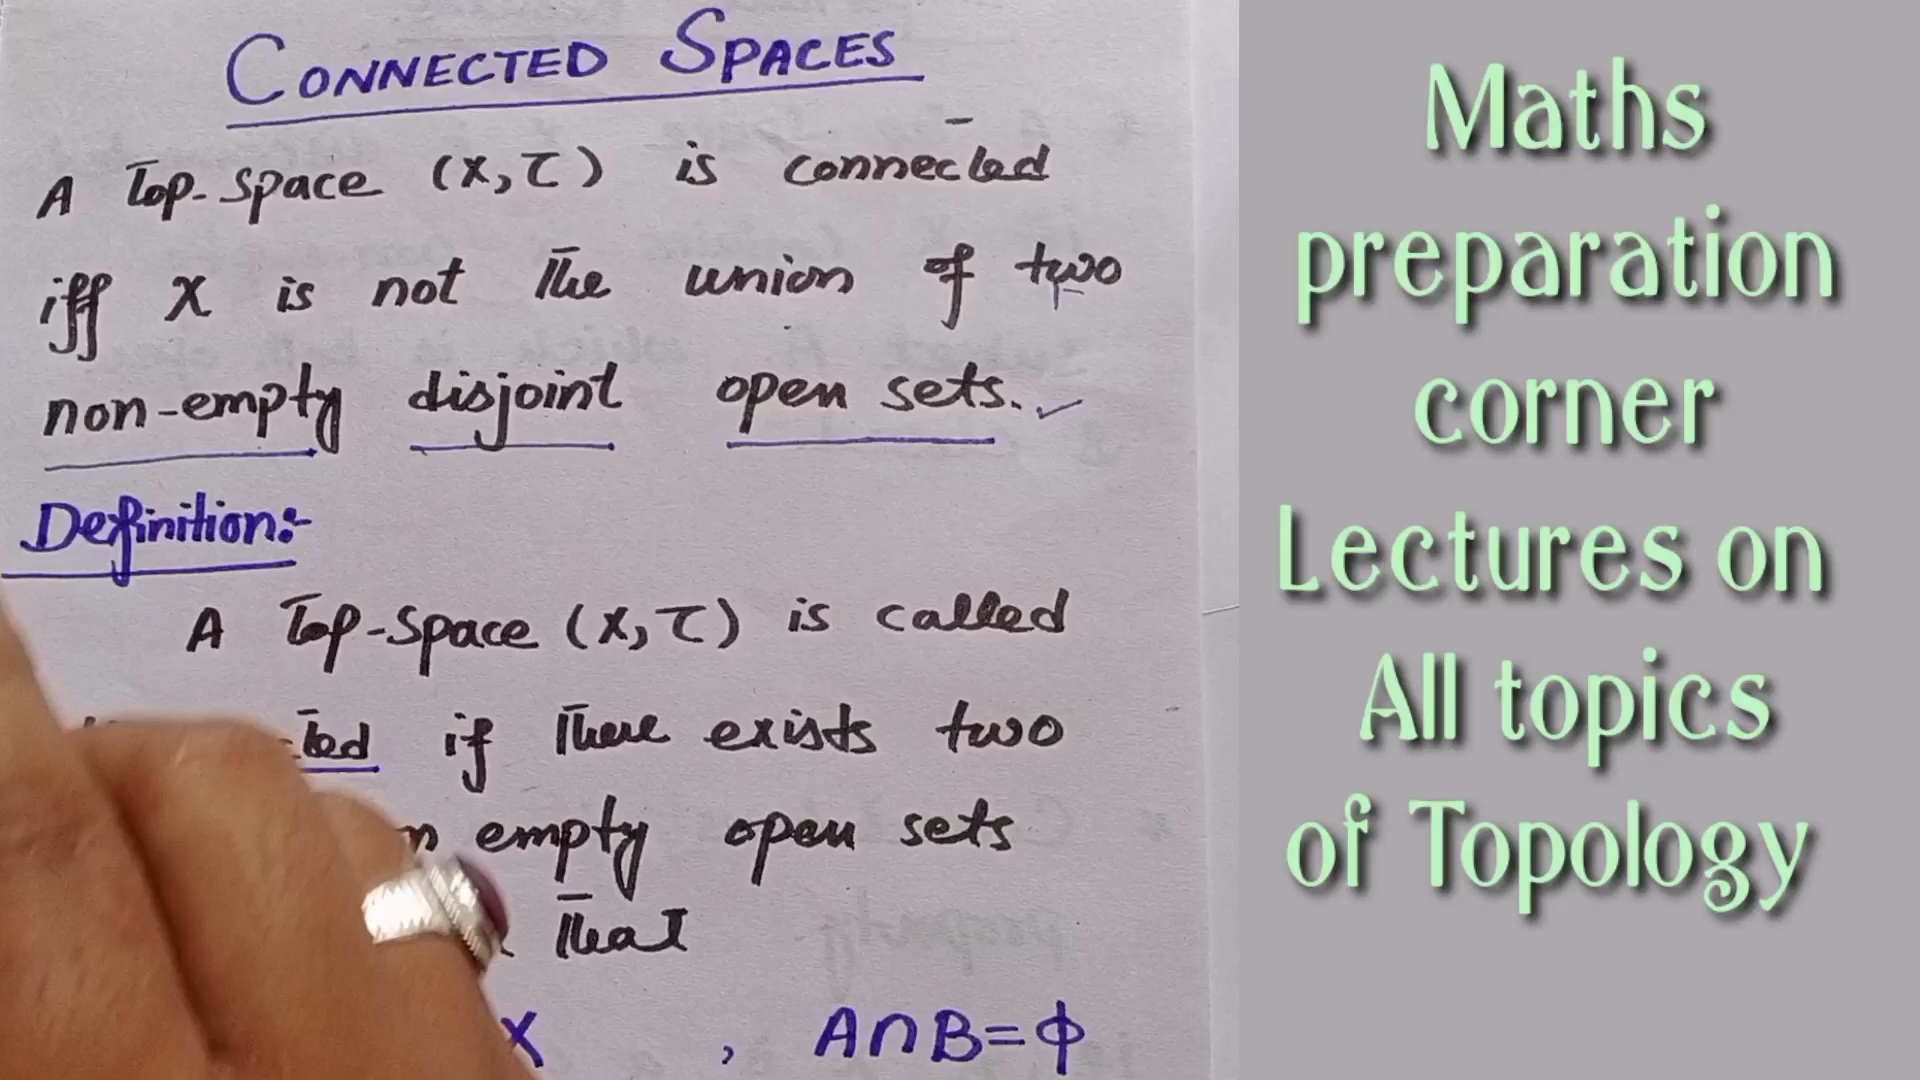 CONNECTED SPACES
A Top-Space (X, τ) is connected
iff X is not the union of two
non-empty disjoint open sets.
Definition:-
A Top-Space (X, τ) is called
if there exists two
empty open sets
that
X , A∩B=ϕ
Maths
preparation
corner
Lectures on
All topics
of Topology